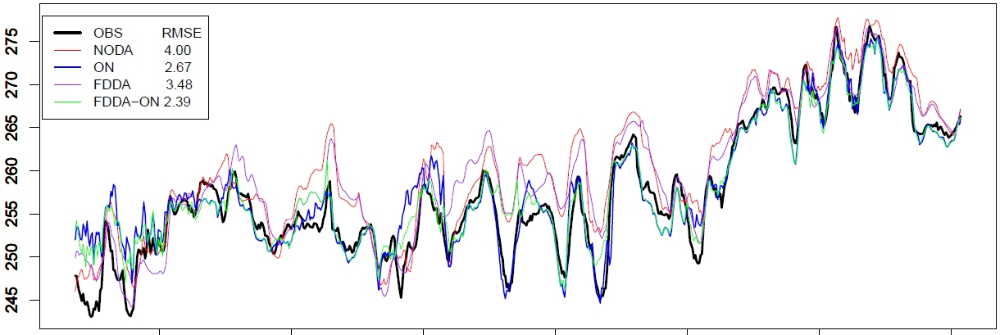 275
270
265
260
255
250
245
OBS RMSE
NODA 4.00
ON 2.67
FDDA 3.48
FDDA−ON 2.39